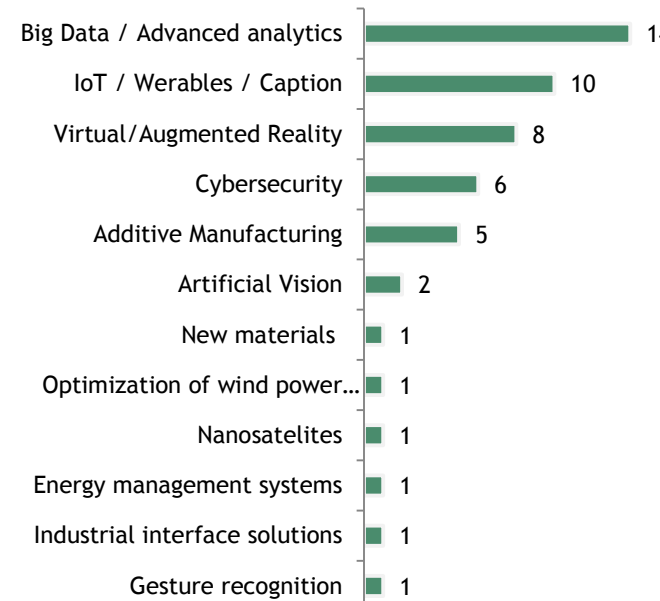 Big Data / Advanced analytics
IoT / Werables / Caption
10
Virtual/Augmented Reality
8
Cybersecurity
6
Additive Manufacturing
5
Artificial Vision
2
New materials
1
Optimization of wind power…
1
Nanosatelites
1
Energy management systems
1
Industrial interface solutions
1
Gesture recognition
1